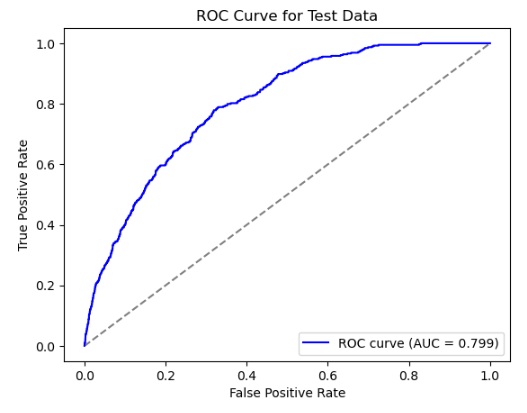 ROC Curve for Test Data
1.0
0.8
0.6
0.4
0.2
0.0
True Positive Rate
ROC curve (AUC = 0.799)
0.0 0.2 0.4 0.6 0.8 1.0
False Positive Rate